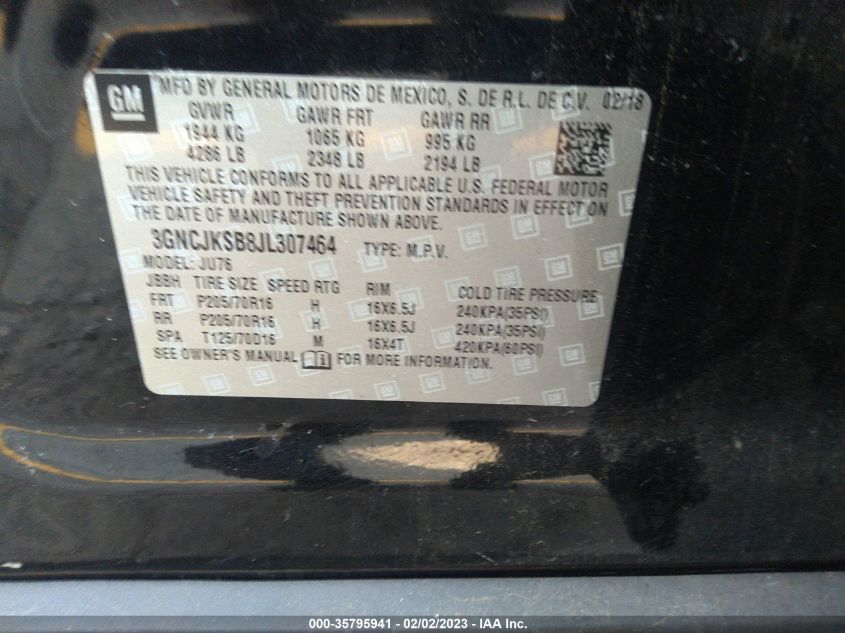 GM
MFD BY GENERAL MOTORS DE MEXICO, S. DE R.L. DE C.V. 02/18
GVWR GAWR FRT GAWR RR
1944 KG 1065 KG 995 KG
4286 LB 2348 LB 2194 LB
THIS VEHICLE CONFORMS TO ALL APPLICABLE U.S. FEDERAL MOTOR
VEHICLE SAFETY AND THEFT PREVENTION STANDARDS IN EFFECT ON
THE DATE OF MANUFACTURE SHOWN ABOVE.
3GNCJKSB8JL307464 TYPE: M.P.V.
MODEL: JU76
JBBH TIRE SIZE SPEED RTG RIM COLD TIRE PRESSURE
FRT P205/70R16 H 16X6.5J 240KPA(35PSI)
RR P205/70R16 H 16X6.5J 240KPA(35PSI)
SPA T125/70D16 M 16X4T 420KPA(60PSI)
SEE OWNER'S MANUAL FOR MORE INFORMATION.
000-35795941 - 02/02/2023 - IAA Inc.